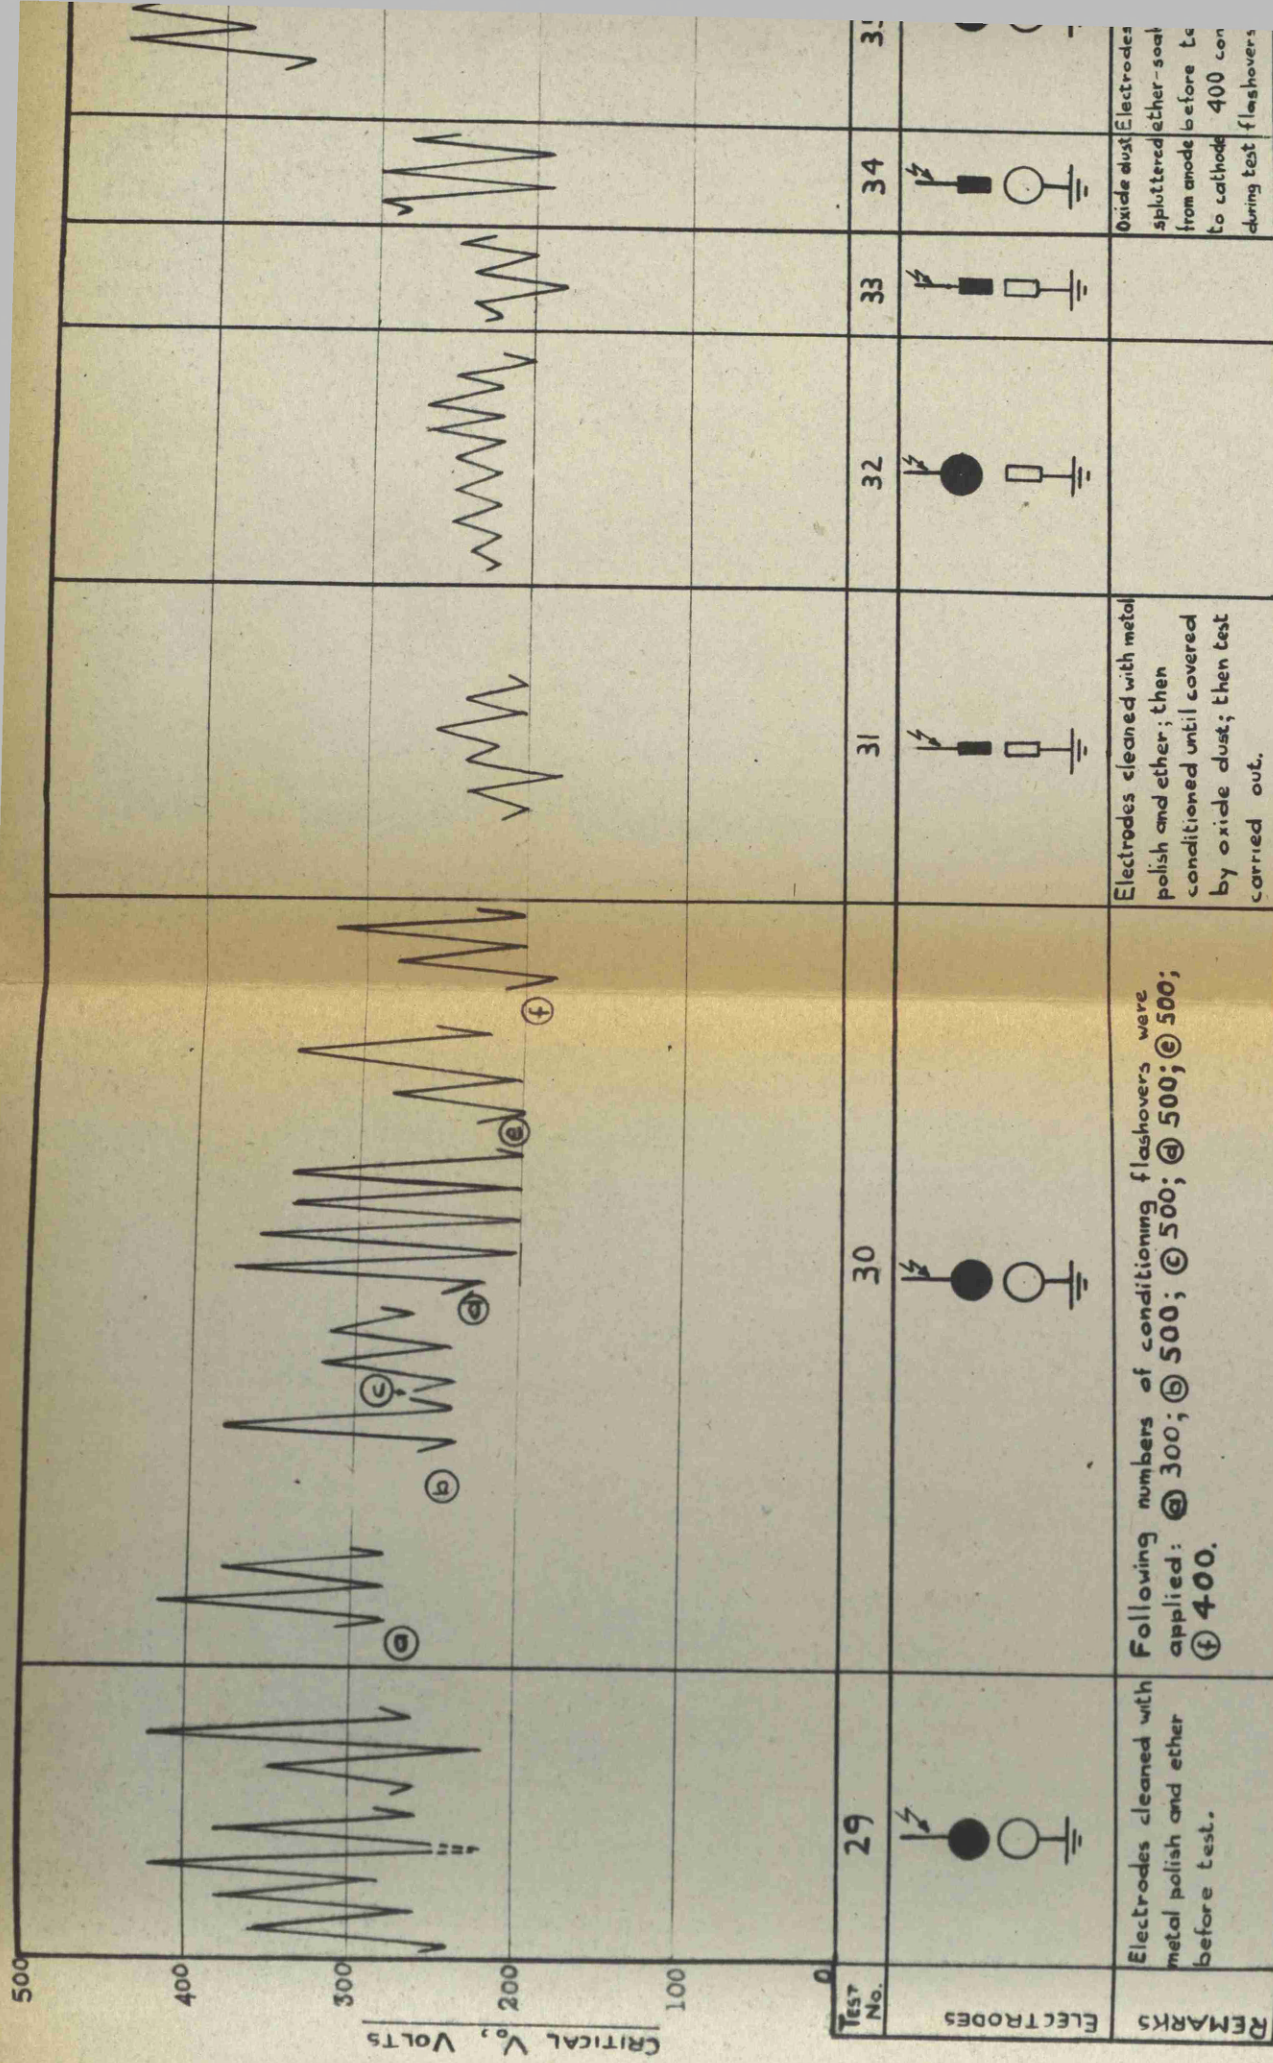 CRITICAL V₀, VOLTS
500
400
300
200
100
0
ⓐ
ⓑ
ⓒ
ⓓ
ⓔ
ⓕ
TEST No.
29
30
31
32
33
34
35
ELECTRODES
REMARKS
Electrodes cleaned with
metal polish and ether
before test.
Following numbers of conditioning flashovers were
applied: ⓐ 300; ⓑ 500; ⓒ 500; ⓓ 500; ⓔ 500;
ⓕ 400.
Electrodes cleaned with metal
polish and ether; then
conditioned until covered
by oxide dust; then test
carried out.
Oxide dust
spluttered
from anode
to cathode
during test
Electrodes
ether-soa
before te
400 con
flashovers